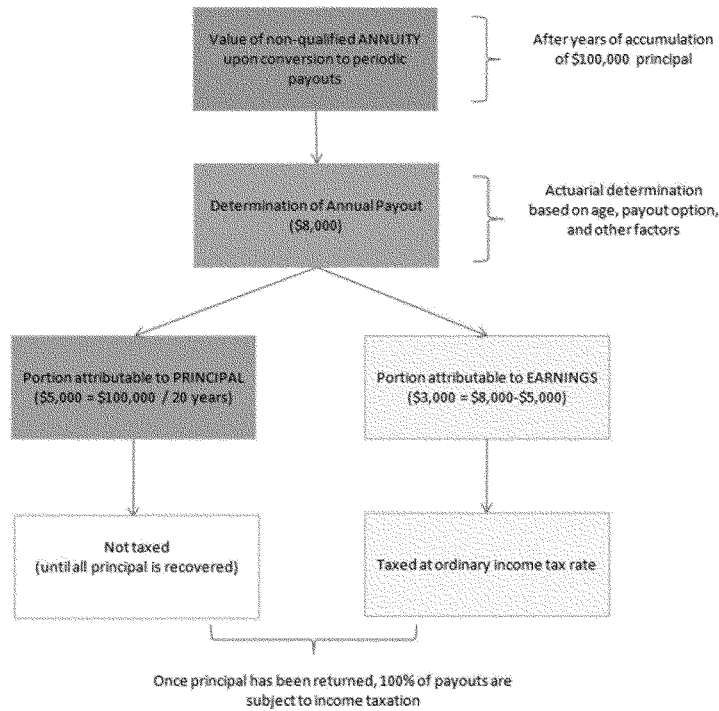 Value of non-qualified ANNUITY
upon conversion to periodic
payouts
After years of accumulation
of $100,000 principal
Determination of Annual Payout
($8,000)
Actuarial determination
based on age, payout option,
and other factors
Portion attributable to PRINCIPAL
($5,000 = $100,000 / 20 years)
Portion attributable to EARNINGS
($3,000 = $8,000-$5,000)
Not taxed
(until all principal is recovered)
Taxed at ordinary income tax rate
Once principal has been returned, 100% of payouts are
subject to income taxation